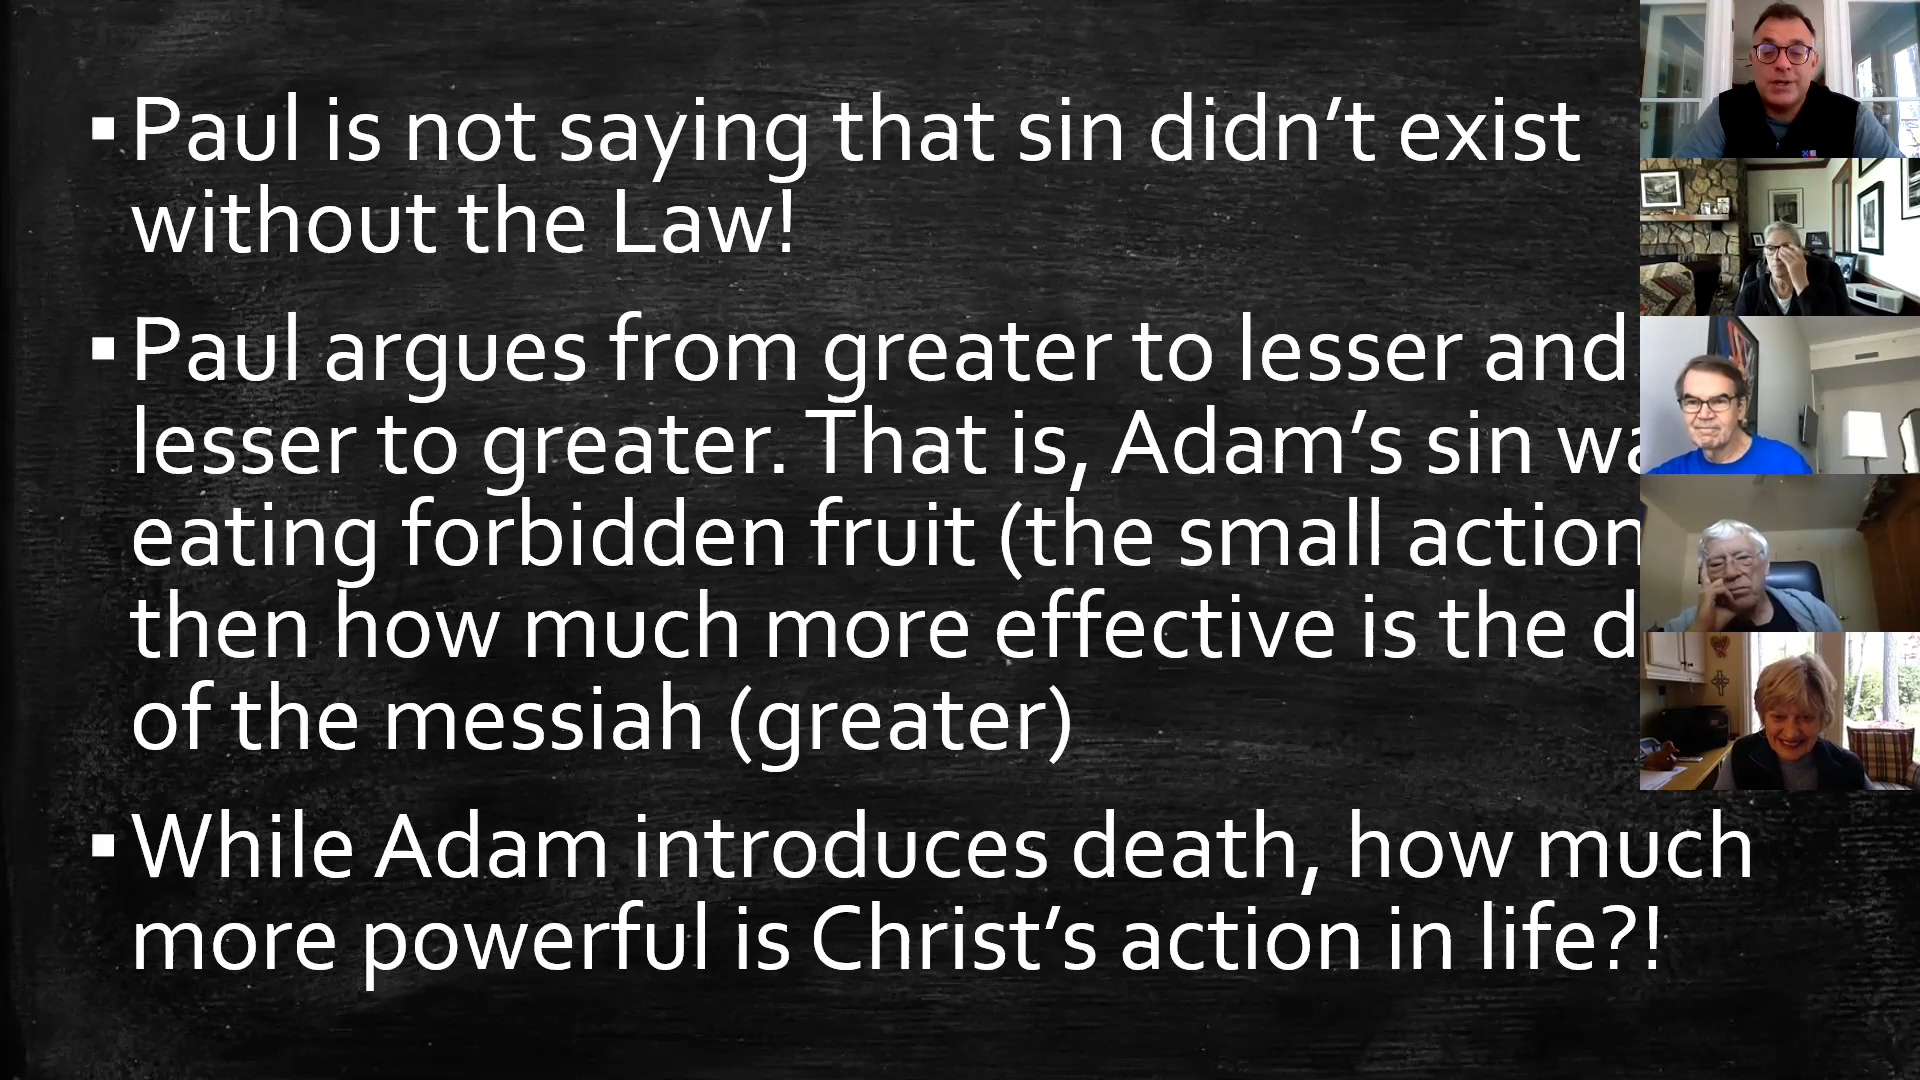 ▪ Paul is not saying that sin didn’t exist
without the Law!
▪ Paul argues from greater to lesser and
lesser to greater. That is, Adam’s sin
eating forbidden fruit (the small action
then how much more effective is the
of the messiah (greater)
▪ While Adam introduces death, how much
more powerful is Christ’s action in life?!